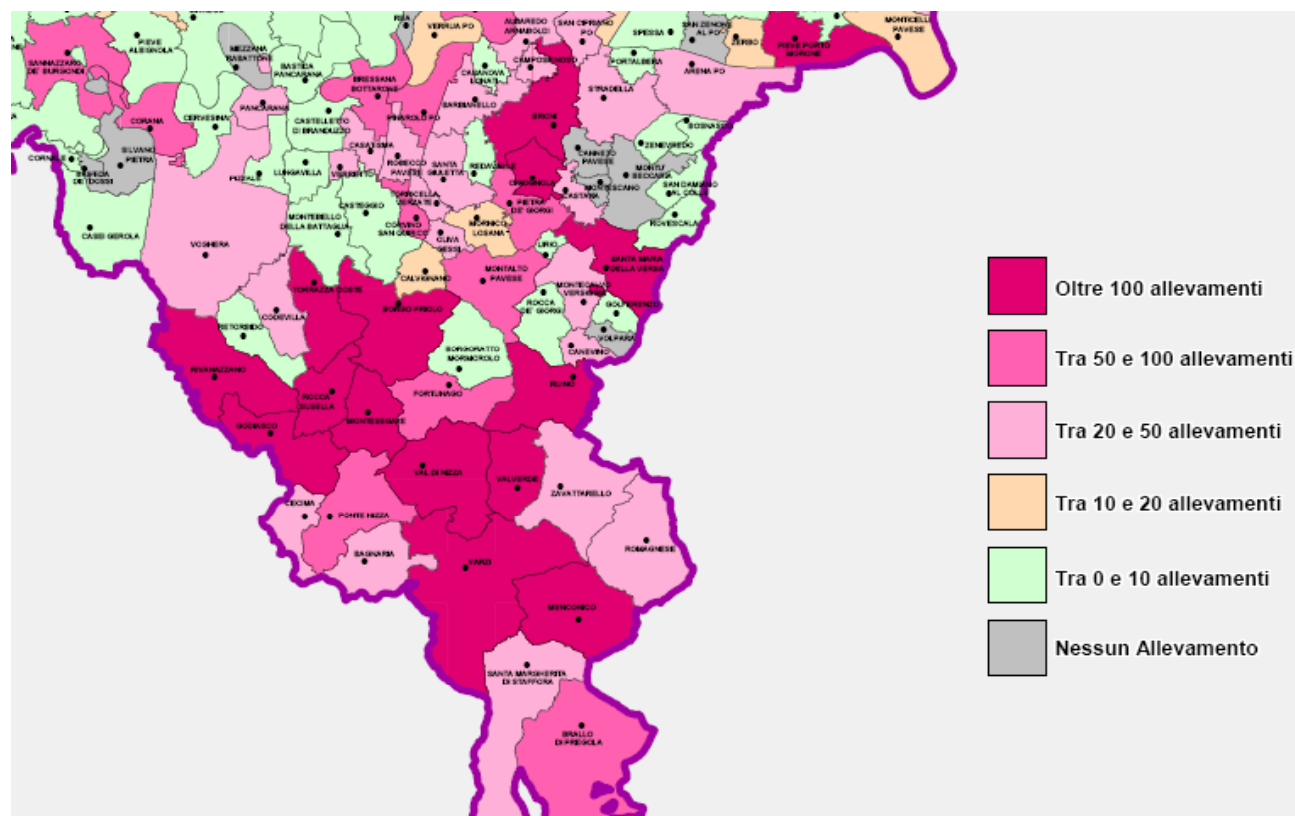 RIA
VERRUA PO
ALBAREDO
ARNABOLDI
SAN CIPRIANO
PO
SPESSA
SAN ZENONE
AL PO
ZERBO
PIEVE PORTO
MORONE
MONTICELLI
PAVESE
PIEVE
ALBIGNOLA
MEZZANA
RABATTONE
SANNAZZARO
DE' BURGONDI
BASTIDA
PANCARANA
BRESSANA
BOTTARONE
CASANOVA
LONATI
CAMPOSPINOSO
PORTALBERA
ARENA PO
STRADELLA
BARBIANELLO
PANCARANA
CORANA
CERVESINA
CASTELLETTO
DI BRANDUZZO
PINAROLO PO
BRONI
BOSNASCO
ZENEVREDO
CORNALE
SILVANO
PIETRA
BASTIDA
DE' DOSSI
CASATISMA
ROBECCO
PAVESE
SANTA
GIULETTA
REDAVALLE
CANNETO
PAVESE
MONTU'
BECCARIA
PIZZALE
LUNGAVILLA
VERRETTO
CIGOGNOLA
MONTESCANO
CASTANA
SAN DAMIANO
AL COLLE
TORRICELLA
VERZATE
PIETRA
DE' GIORGI
CASEI GEROLA
VOGHERA
MONTEBELLO
DELLA BATTAGLIA
CASTEGGIO
CORVINO
SAN QUIRICO
MORNICO
LOSANA
ROVESCALA
OLIVA
GESSI
LIRIO
SANTA MARIA
DELLA VERSA
CALVIGNANO
MONTALTO
PAVESE
MONTECALVO
VERSIGGIA
TORRAZZA COSTE
BORGO PRIOLO
ROCCA
DE' GIORGI
GOLFERENZO
CODEVILLA
RETORBIDO
VOLPARA
BORGORATTO
MORMOROLO
CANEVINO
RIVANAZZANO
RUINO
FORTUNAGO
ROCCA
SUSELLA
MONTESEGALE
GODIASCO
VAL DI NIZZA
VALVERDE
ZAVATTARELLO
CECIMA
PONTE NIZZA
BAGNARIA
ROMAGNESE
VARZI
MENCONICO
SANTA MARGHERITA
DI STAFFORA
BRALLO
DI PREGOLA
Oltre 100 allevamenti
Tra 50 e 100 allevamenti
Tra 20 e 50 allevamenti
Tra 10 e 20 allevamenti
Tra 0 e 10 allevamenti
Nessun Allevamento